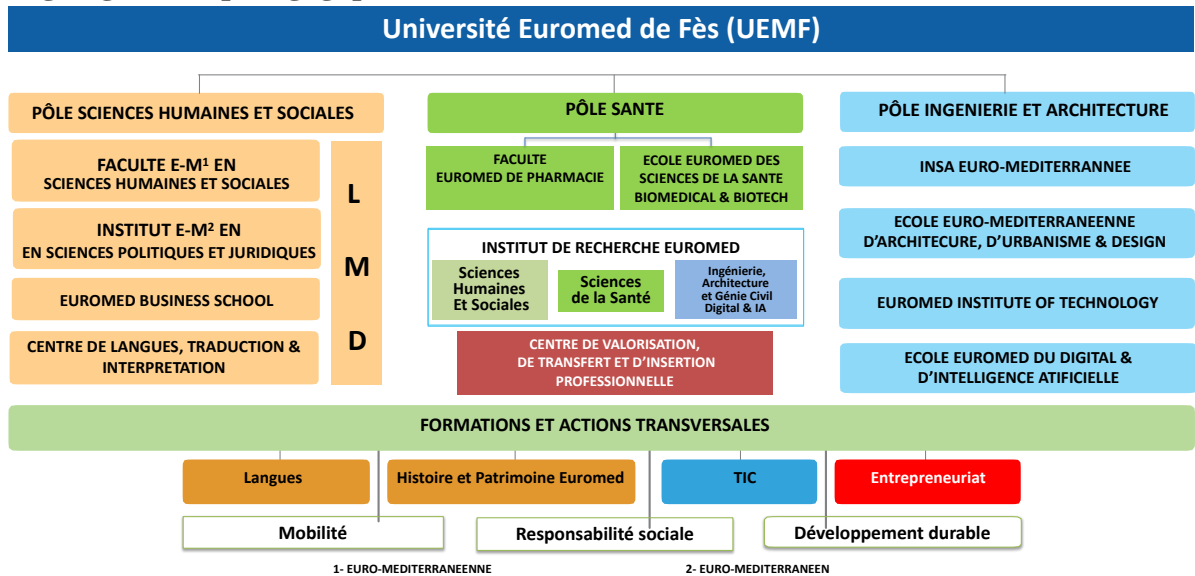 Université Euromed de Fès (UEMF)
PÔLE SCIENCES HUMAINES ET SOCIALES
FACULTE E-M¹ EN
SCIENCES HUMAINES ET SOCIALES
INSTITUT E-M² EN
EN SCIENCES POLITIQUES ET JURIDIQUES
EUROMED BUSINESS SCHOOL
CENTRE DE LANGUES, TRADUCTION &
INTERPRETATION
L
M
D
PÔLE SANTE
FACULTE
EUROMED DE PHARMACIE
ECOLE EUROMED DES
SCIENCES DE LA SANTE
BIOMEDICAL & BIOTECH
INSTITUT DE RECHERCHE EUROMED
Sciences
Humaines
Et Sociales
Sciences
de la Santé
Ingénierie,
Architecture
et Génie Civil
Digital & IA
CENTRE DE VALORISATION,
DE TRANSFERT ET D'INSERTION
PROFESSIONNELLE
PÔLE INGENIERIE ET ARCHITECTURE
INSA EURO-MEDITERRANNEE
ECOLE EURO-MEDITERANEENNE
D'ARCHITECURE, D'URBANISME & DESIGN
EUROMED INSTITUTE OF TECHNOLOGY
ECOLE EUROMED DU DIGITAL &
D'INTELLIGENCE ATIFICIELLE
FORMATIONS ET ACTIONS TRANSVERSALES
Langues
Histoire et Patrimoine Euromed
TIC
Entrepreneuriat
Mobilité
Responsabilité sociale
Développement durable
1- EURO-MEDITERRANEENNE
2- EURO-MEDITERRANEEN